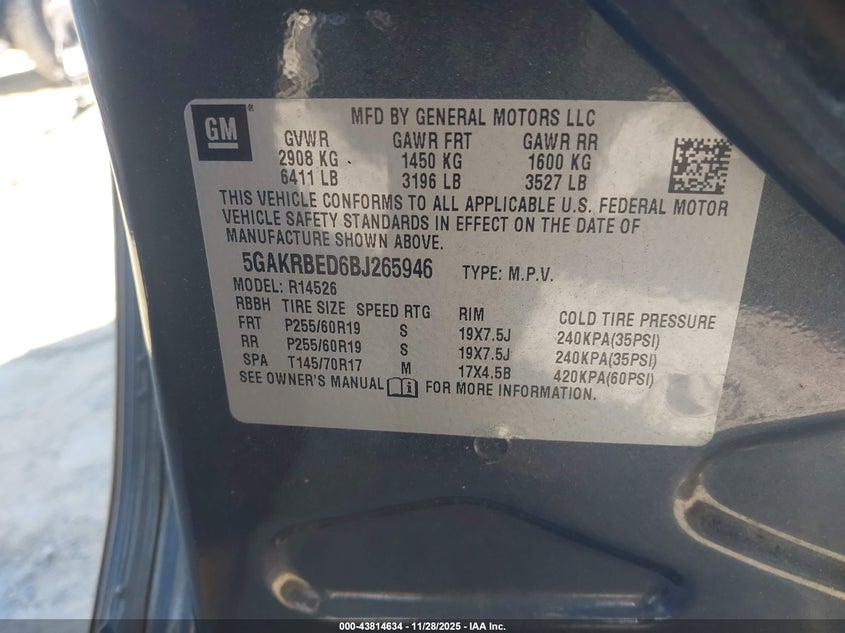 GM ®
MFD BY GENERAL MOTORS LLC
GVWR GAWR FRT GAWR RR
2908 KG 1450 KG 1600 KG
6411 LB 3196 LB 3527 LB
THIS VEHICLE CONFORMS TO ALL APPLICABLE U.S. FEDERAL MOTOR
VEHICLE SAFETY STANDARDS IN EFFECT ON THE DATE OF
MANUFACTURE SHOWN ABOVE.
5GAKRBED6BJ265946 TYPE: M.P.V.
MODEL: R14526
RBBH TIRE SIZE SPEED RTG RIM COLD TIRE PRESSURE
FRT P255/60R19 S 19X7.5J 240KPA(35PSI)
RR P255/60R19 S 19X7.5J 240KPA(35PSI)
SPA T145/70R17 M 17X4.5B 420KPA(60PSI)
SEE OWNER'S MANUAL FOR MORE INFORMATION.
000-43814634 - 11/28/2025 - IAA Inc.